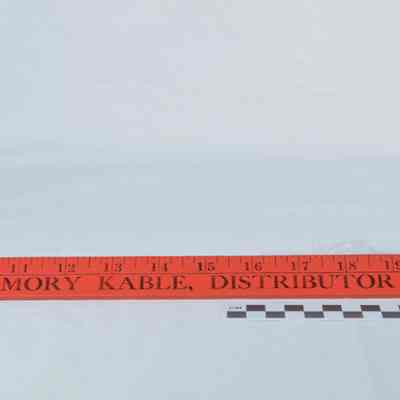 11 12 13 14 15 16 17 18 19
MORY KABLE, DISTRIBUTOR